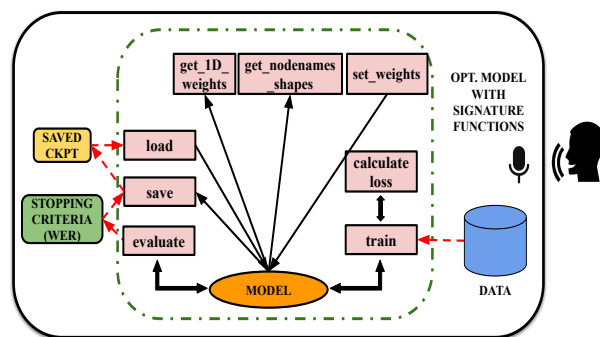 get_1D_
weights
get_nodenames
_shapes
set_weights
OPT. MODEL
WITH
SIGNATURE
FUNCTIONS
SAVED
CKPT
load
calculate
loss
STOPPING
CRITERIA
(WER)
save
evaluate
train
MODEL
DATA